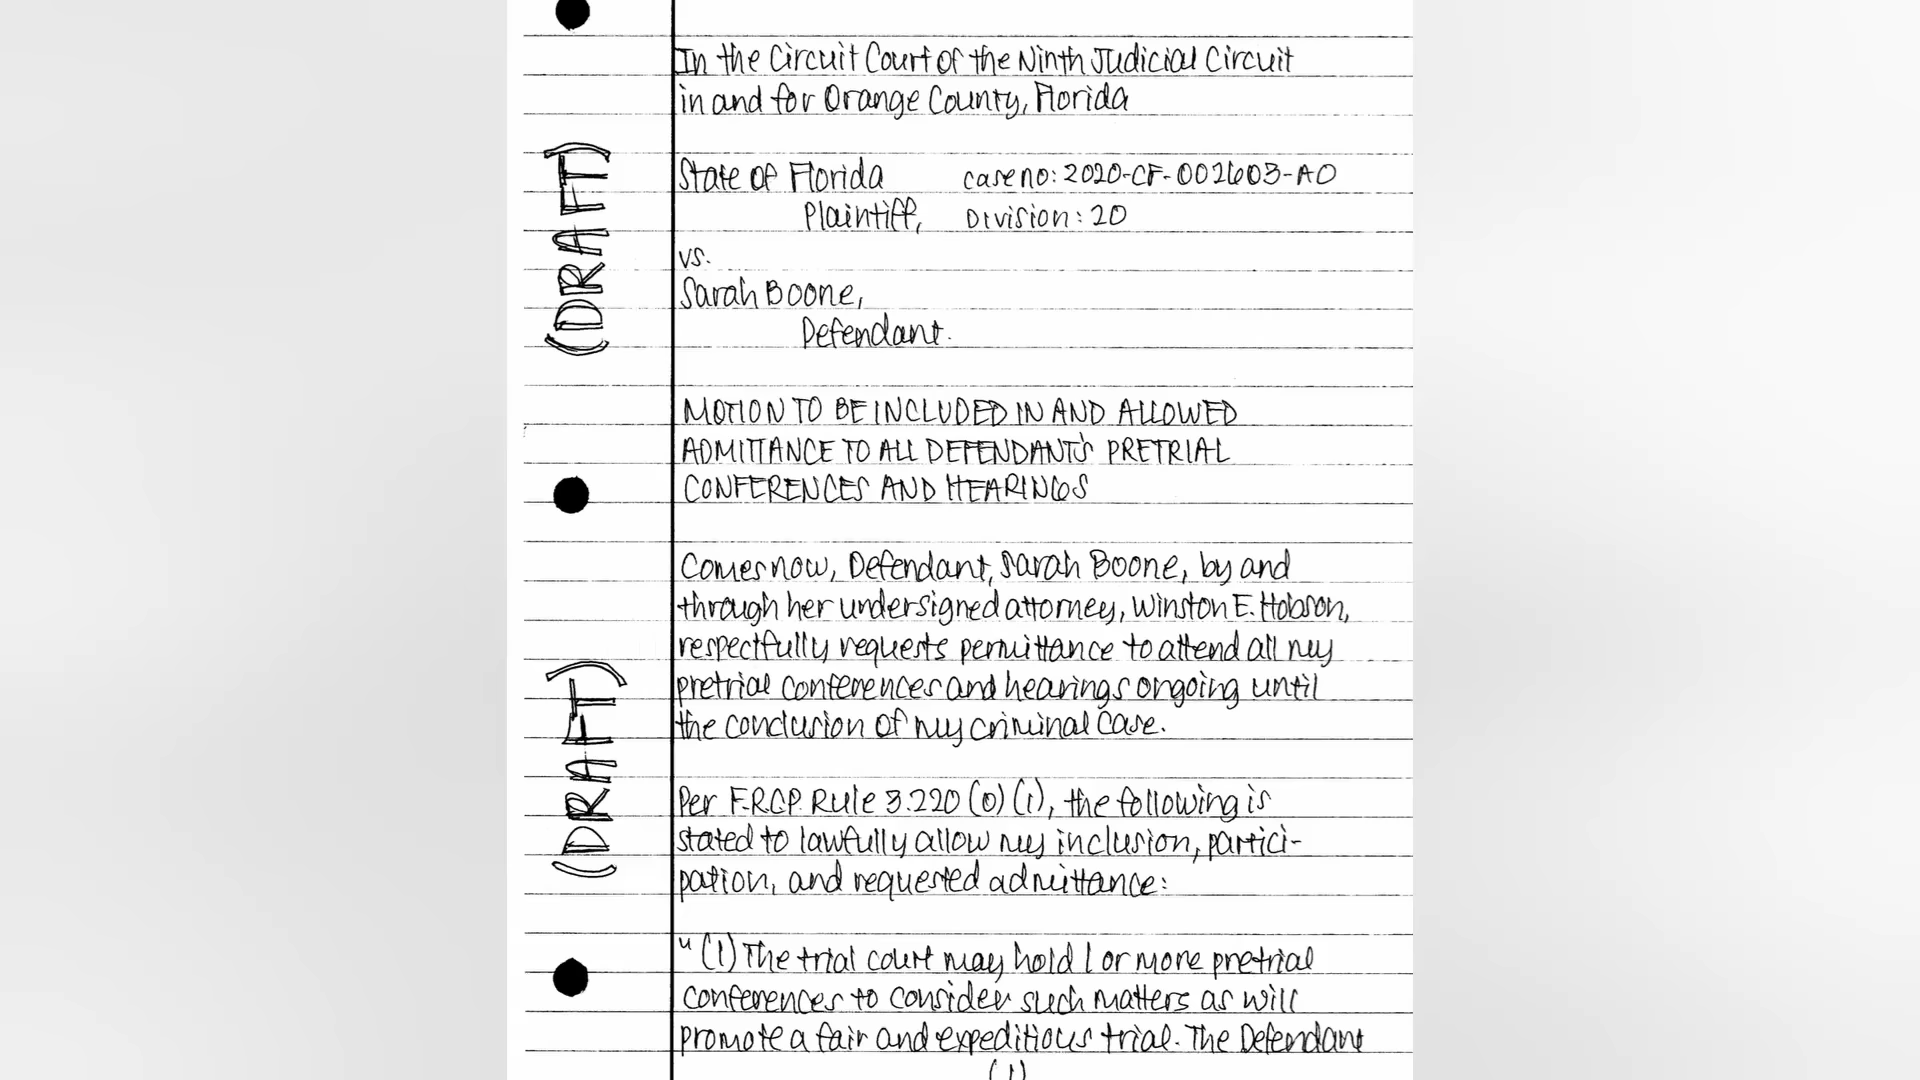 In the Circuit Court of the Ninth Judicial Circuit
in and for Orange County, Florida
(DRAFT)
State of Florida case no: 2020-CF-002603-AO
Plaintiff, Division: 20
vs.
Sarah Boone,
Defendant.
MOTION TO BE INCLUDED IN AND ALLOWED
ADMITTANCE TO ALL DEFENDANT'S PRETRIAL
CONFERENCES AND HEARINGS
Comes now, Defendant, Sarah Boone, by and
through her undersigned attorney, Winston E. Hobson,
respectfully requests permittance to attend all my
pretrial conferences and hearings ongoing until
the conclusion of my criminal case.
(DRAFT)
Per F.R.C.P. Rule 3.220 (o) (1), the following is
stated to lawfully allow my inclusion, partici-
pation, and requested admittance:
"(1) The trial court may hold 1 or more pretrial
conferences to consider such matters as will
promote a fair and expeditious trial. The Defendant
(1)